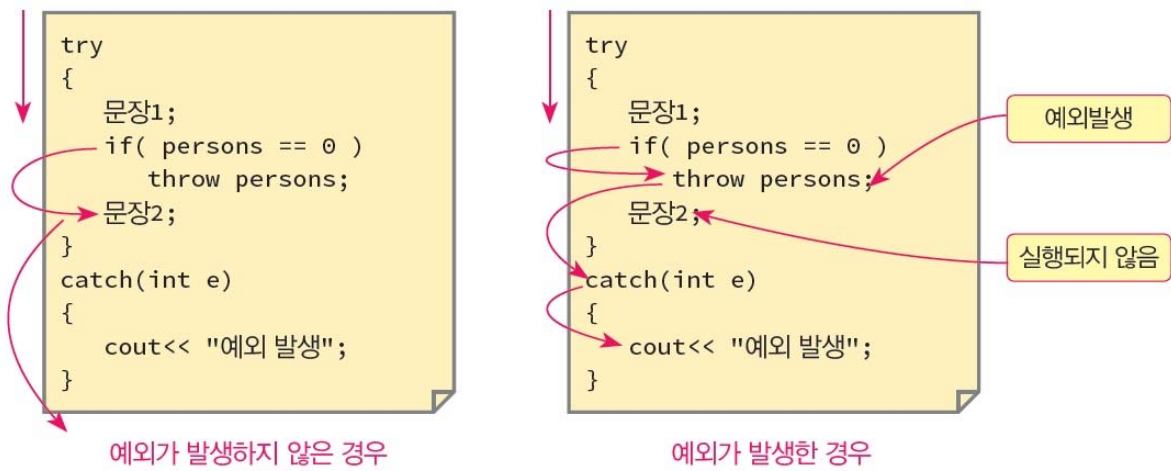 try
{
문장1;
if( persons == 0 )
throw persons;
문장2;
}
catch(int e)
{
cout<< "예외 발생";
}
예외가 발생하지 않은 경우
try
{
문장1;
if( persons == 0 )
throw persons;
문장2;
}
catch(int e)
{
cout<< "예외 발생";
}
예외가 발생한 경우
예외발생
실행되지 않음